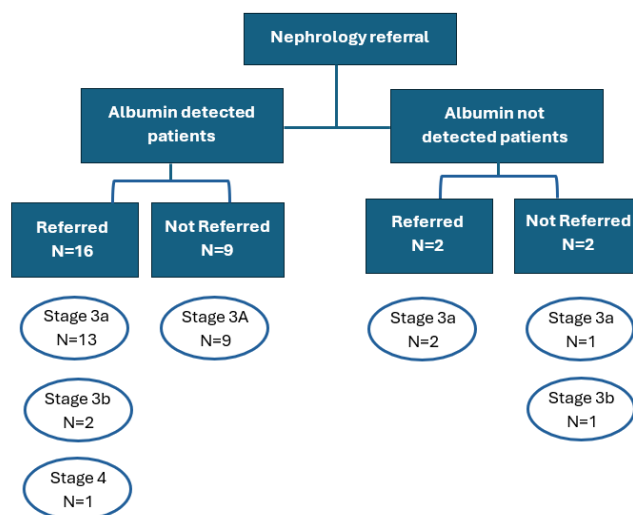 Nephrology referral
Albumin detected
patients
Albumin not
detected patients
Referred
N=16
Not Referred
N=9
Referred
N=2
Not Referred
N=2
Stage 3a
N=13
Stage 3A
N=9
Stage 3a
N=2
Stage 3a
N=1
Stage 3b
N=2
Stage 3b
N=1
Stage 4
N=1